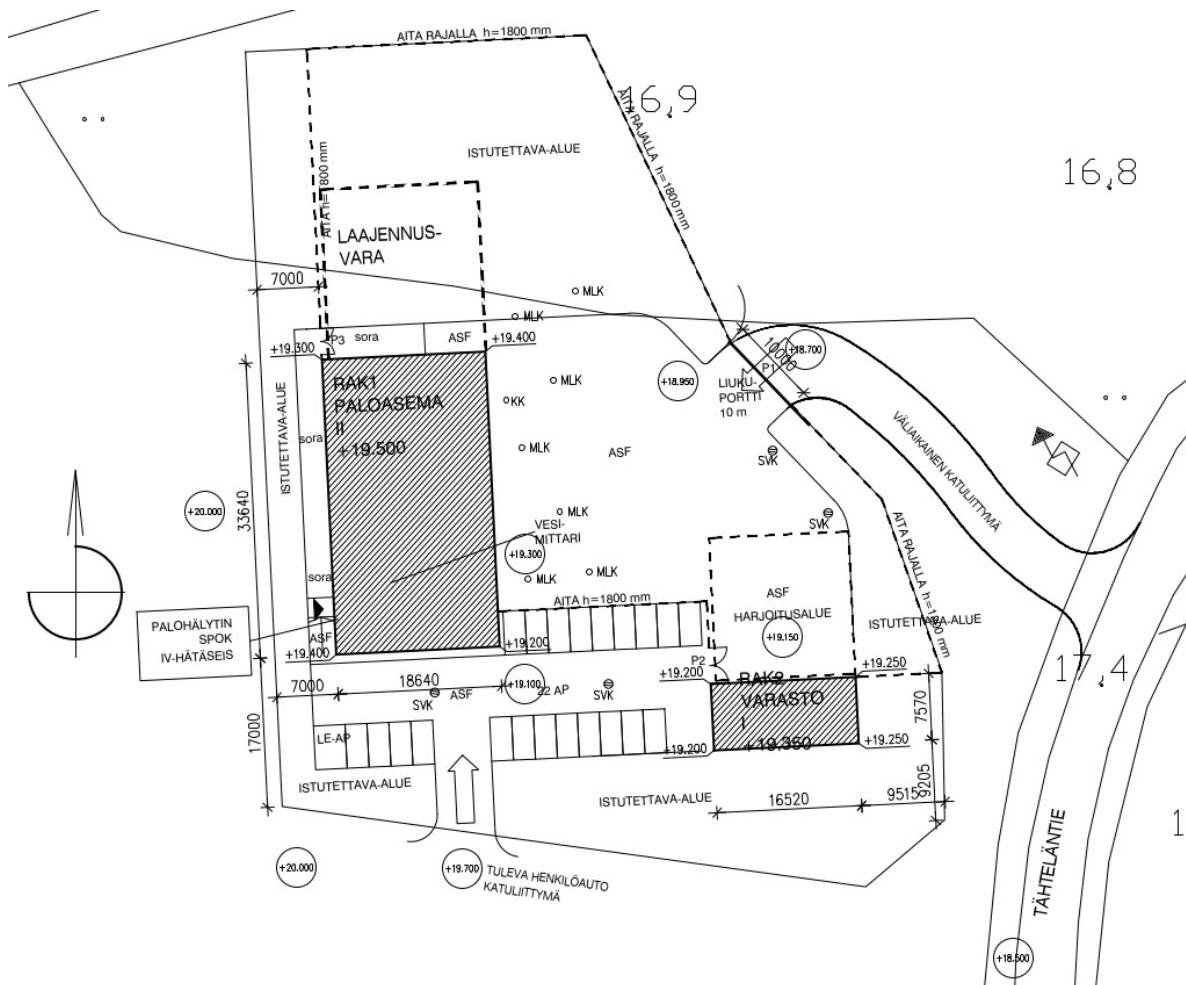 AITA RAJALLA h=1800 mm
16,9
AITA RAJALLA h=1800 mm
ISTUTETTAVA-ALUE
16,8
AITA h=1800 mm
LAAJENNUS-
VARA
7000
MLK
MLK
P3
sora
ASF
+19.400
+19.300
10000
+18.700
P1
LIUKU-
PORTTI
10 m
+18.950
RAK1
PALOASEMA
II
+19.500
MLK
KK
MLK
ASF
SVK
VÄLIAIKAINEN KATULIITTYMÄ
ISTUTETTAVA-ALUE
sora
+20.000
33640
MLK
SVK
VESI-
MITTARI
+19.300
MLK
MLK
AITA RAJALLA h=1800 mm
sora
AITA h=1800 mm
ASF
HARJOITUSALUE
+19.150
ISTUTETTAVA-ALUE
PALOHÄLYTIN
SPOK
IV-HÄTÄSEIS
ASF
+19.400
+19.200
P2
+19.200
+19.250
17,4
7000
18640
+19.100
22 AP
SVK
ASF
SVK
RAK2
VARASTO
I
+19.350
7570
17000
LE-AP
+19.200
+19.250
ISTUTETTAVA-ALUE
ISTUTETTAVA-ALUE
16520
9515
9205
1
+20.000
+19.700
TULEVA HENKILÖAUTO
KATULIITTYMÄ
TÄHTELÄNTIE
+18.500